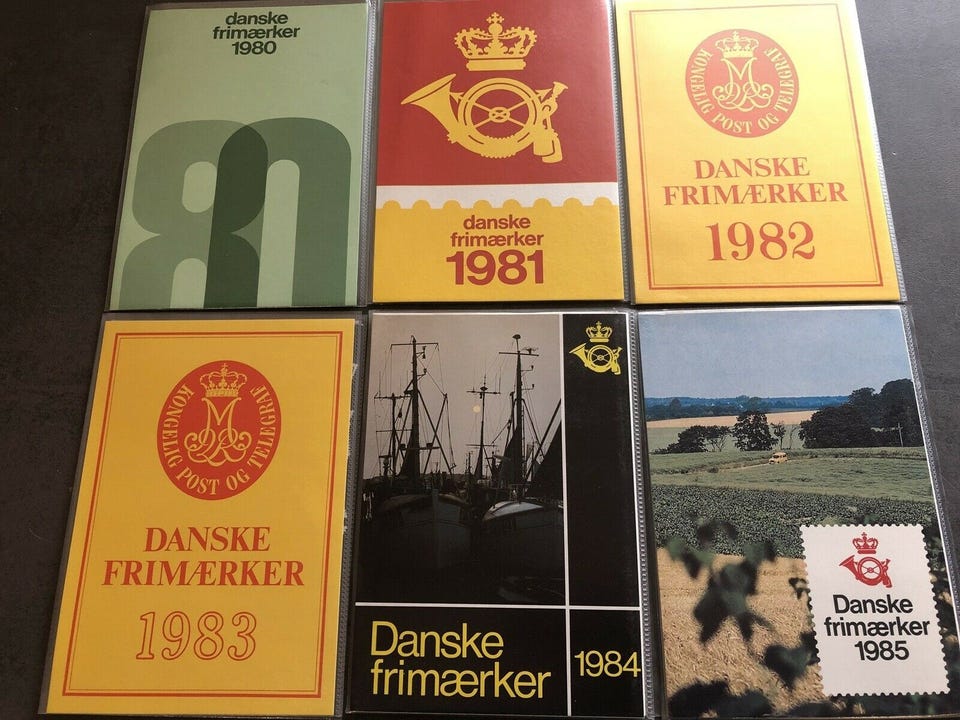 danske
frimærker
1980
80
danske
frimærker
1981
KONGELIG POST OG TELEGRAF
DANSKE
FRIMÆRKER
1982
KONGELIG POST OG TELEGRAF
DANSKE
FRIMÆRKER
1983
Danske
frimærker
1984
Danske
frimærker
1985